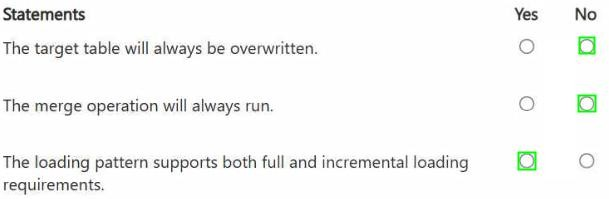 Statements Yes No
The target table will always be overwritten.
The merge operation will always run.
The loading pattern supports both full and incremental loading
requirements.